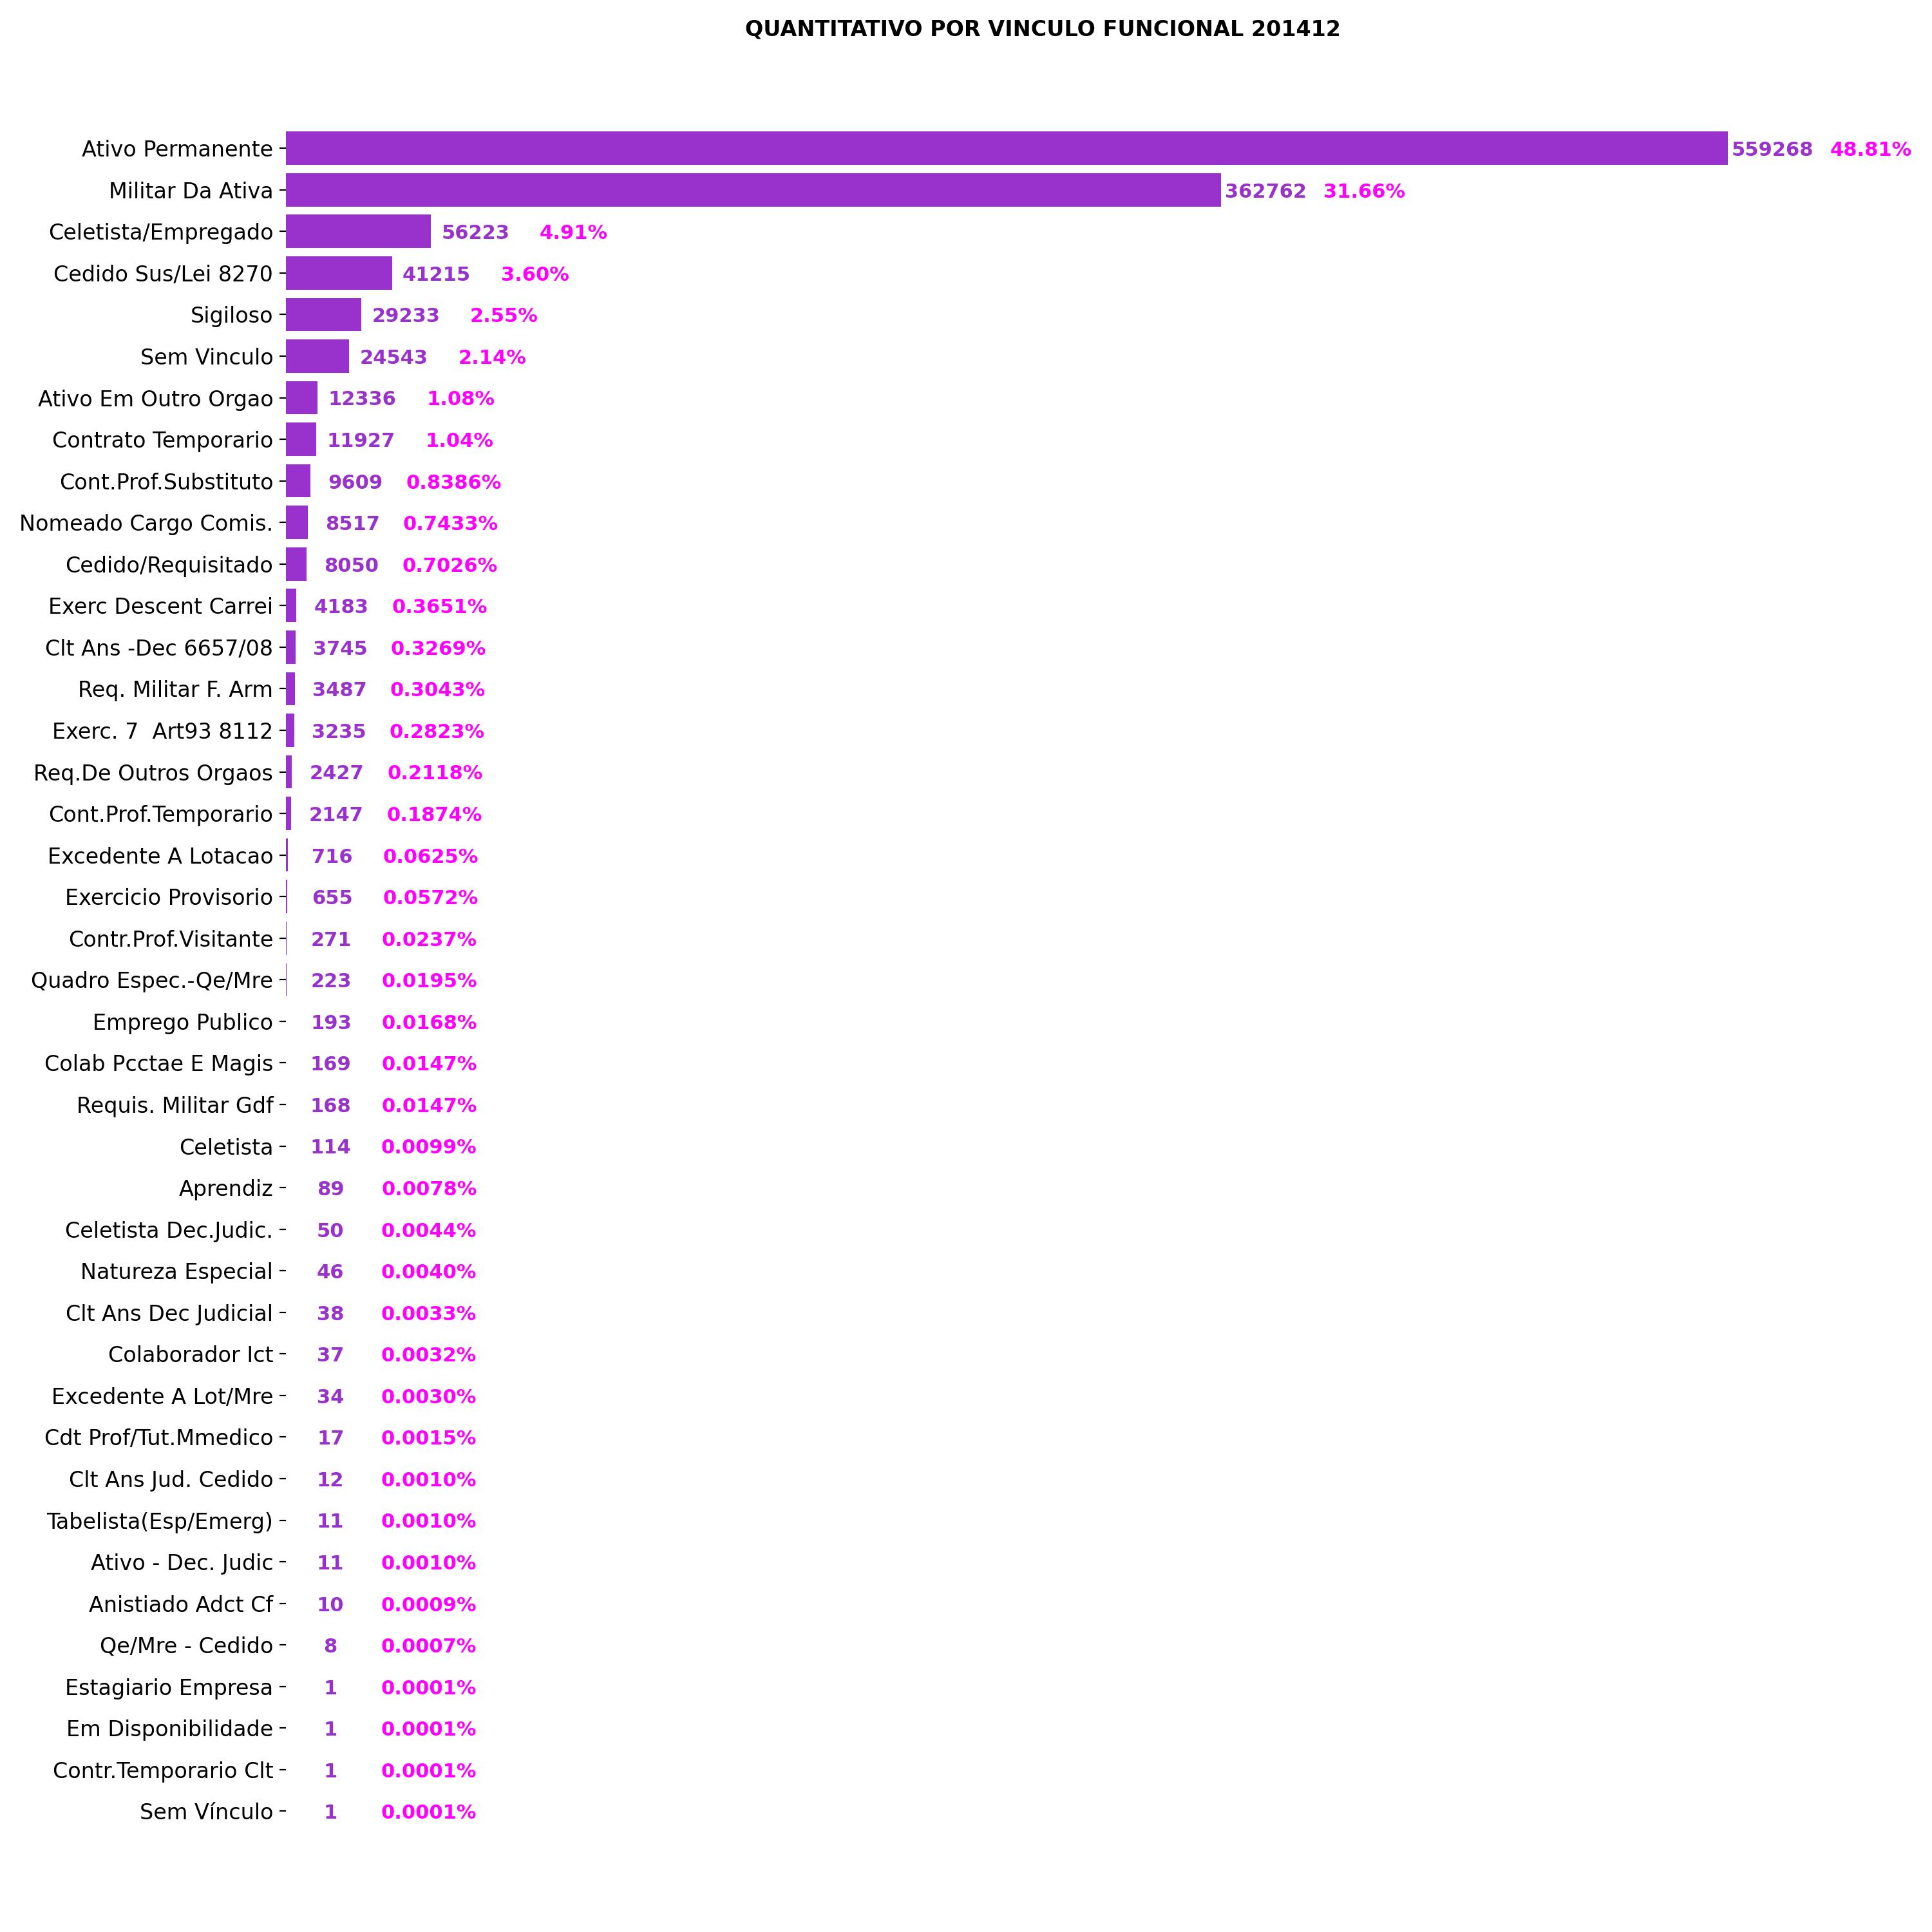 QUANTITATIVO POR VINCULO FUNCIONAL 201412
Ativo Permanente 559268 48.81%
Militar Da Ativa 362762 31.66%
Celetista/Empregado 56223 4.91%
Cedido Sus/Lei 8270 41215 3.60%
Sigiloso 29233 2.55%
Sem Vinculo 24543 2.14%
Ativo Em Outro Orgao 12336 1.08%
Contrato Temporario 11927 1.04%
Cont.Prof.Substituto 9609 0.8386%
Nomeado Cargo Comis. 8517 0.7433%
Cedido/Requisitado 8050 0.7026%
Exerc Descent Carrei 4183 0.3651%
Clt Ans -Dec 6657/08 3745 0.3269%
Req. Militar F. Arm 3487 0.3043%
Exerc. 7  Art93 8112 3235 0.2823%
Req.De Outros Orgaos 2427 0.2118%
Cont.Prof.Temporario 2147 0.1874%
Excedente A Lotacao 716 0.0625%
Exercicio Provisorio 655 0.0572%
Contr.Prof.Visitante 271 0.0237%
Quadro Espec.-Qe/Mre 223 0.0195%
Emprego Publico 193 0.0168%
Colab Pcctae E Magis 169 0.0147%
Requis. Militar Gdf 168 0.0147%
Celetista 114 0.0099%
Aprendiz 89 0.0078%
Celetista Dec.Judic. 50 0.0044%
Natureza Especial 46 0.0040%
Clt Ans Dec Judicial 38 0.0033%
Colaborador Ict 37 0.0032%
Excedente A Lot/Mre 34 0.0030%
Cdt Prof/Tut.Mmedico 17 0.0015%
Clt Ans Jud. Cedido 12 0.0010%
Tabelista(Esp/Emerg) 11 0.0010%
Ativo - Dec. Judic 11 0.0010%
Anistiado Adct Cf 10 0.0009%
Qe/Mre - Cedido 8 0.0007%
Estagiario Empresa 1 0.0001%
Em Disponibilidade 1 0.0001%
Contr.Temporario Clt 1 0.0001%
Sem Vínculo 1 0.0001%